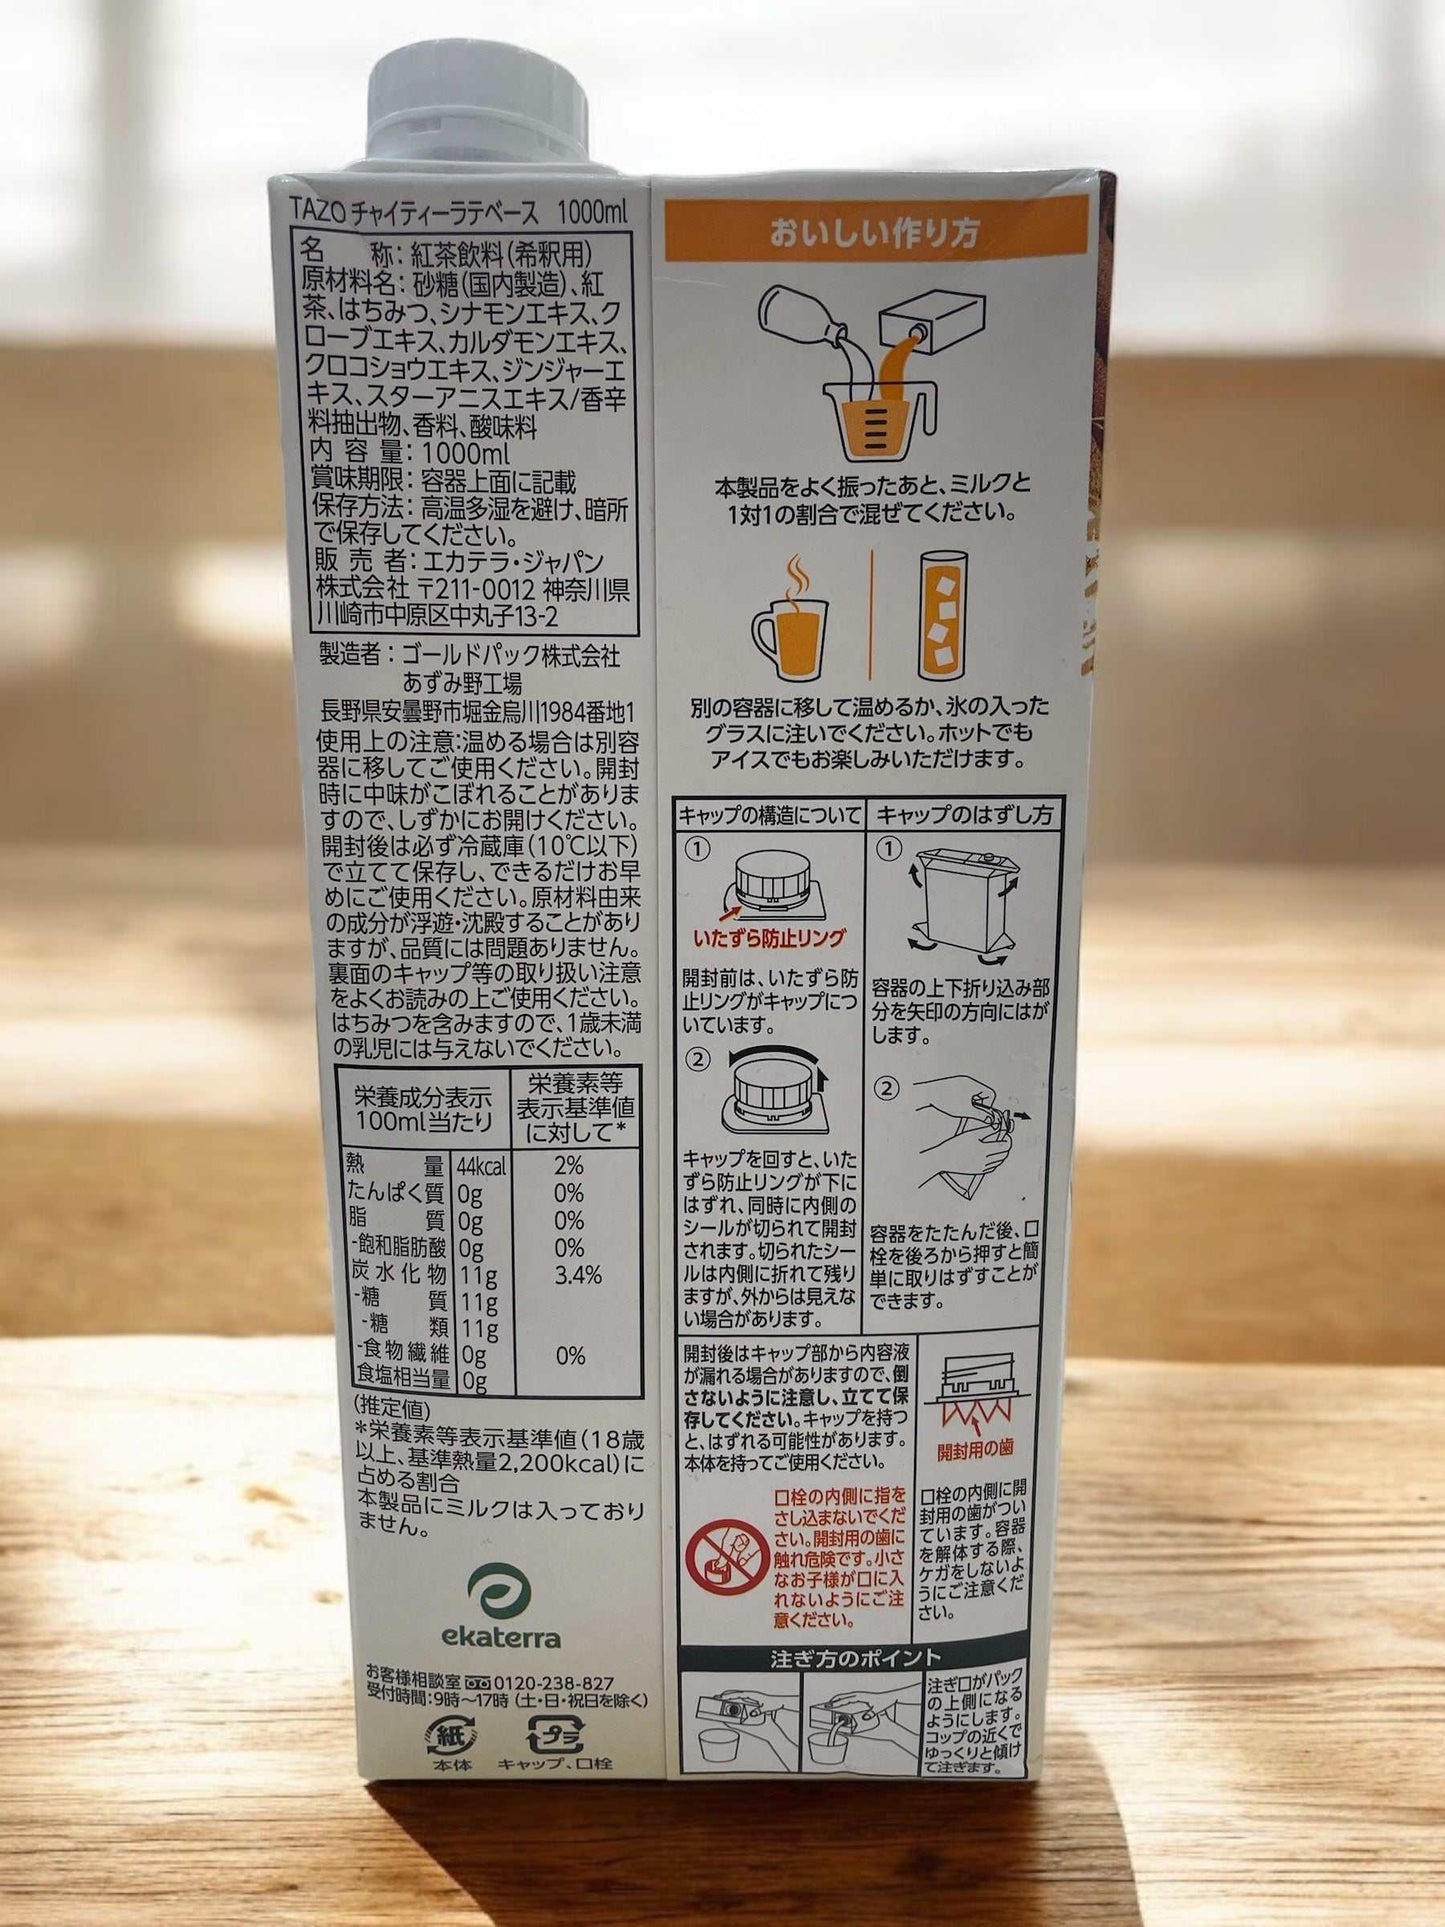 TAZO チャイティーラテベース 1000ml
名 称：紅茶飲料（希釈用）
原材料名：砂糖（国内製造）、紅
茶、はちみつ、シナモンエキス、ク
ローブエキス、カルダモンエキス、
クロコショウエキス、ジンジャーエ
キス、スターアニスエキス/香辛
料抽出物、香料、酸味料
内容量：1000ml
賞味期限：容器上面に記載
保存方法：高温多湿を避け、暗所
で保存してください。
販売者：エカテラ・ジャパン
株式会社 〒211-0012 神奈川県
川崎市中原区中丸子13-2
製造者：ゴールドパック株式会社
あずみ野工場
長野県安曇野市堀金烏川1984番地1
使用上の注意：温める場合は別容
器に移してご使用ください。開封
時に中味がこぼれることがありま
すので、しずかにお開けください。
開封後は必ず冷蔵庫（10℃以下）
で立てて保存し、できるだけお早
めにご使用ください。原材料由来
の成分が浮遊・沈殿することがあり
ますが、品質には問題ありません。
裏面のキャップ等の取り扱い注意
をよくお読みの上ご使用ください。
はちみつを含みますので、1歳未満
の乳児には与えないでください。
栄養成分表示
100ml当たり
栄養素等
表示基準値
に対して*
熱量 44kcal 2%
たんぱく質 0g 0%
脂質 0g 0%
-飽和脂肪酸 0g 0%
炭水化物 11g 3.4%
-糖質 11g
-糖類 11g
-食物繊維 0g 0%
食塩相当量 0g
(推定値)
*栄養素等表示基準値（18歳
以上、基準熱量2,200kcal）に
占める割合
本製品にミルクは入っており
ません。
ekaterra
お客様相談室 0120-238-827
受付時間：9時〜17時（土・日・祝日を除く）
紙 プラ
本体 キャップ、口栓
おいしい作り方
本製品をよく振ったあと、ミルクと
1対1の割合で混ぜてください。
別の容器に移して温めるか、氷の入った
グラスに注いでください。ホットでも
アイスでもお楽しみいただけます。
キャップの構造について
①
いたずら防止リング
開封前は、いたずら防
止リングがキャップにつ
いています。
②
キャップを回すと、いた
ずら防止リングが下に
はずれ、同時に内側の
シールが切られて開封
されます。切られたシー
ルは内側に折れて残り
ますが、外からは見えな
い場合があります。
キャップのはずし方
①
容器の上下折り込み部
分を矢印の方向にはが
します。
②
容器をたたんだ後、口
栓を後ろから押すと簡
単に取りはずすことが
できます。
開封後はキャップ部から内容液
が漏れる場合がありますので、倒
さないように注意し、立てて保
存してください。キャップを持つ
と、はずれる可能性があります。
本体を持ってご使用ください。
口栓の内側に指を
さし込まないでくだ
さい。開封用の歯に
触れ危険です。小さ
なお子様が口に入
れないようにご注
意ください。
開封用の歯
口栓の内側に開
封用の歯がつい
ています。容器
を解体する際、
ケガをしないよ
うにご注意くだ
さい。
注ぎ方のポイント
注ぎ口がパック
の上側になる
ようにします。
コップの近くで
ゆっくりと傾け
て注ぎます。